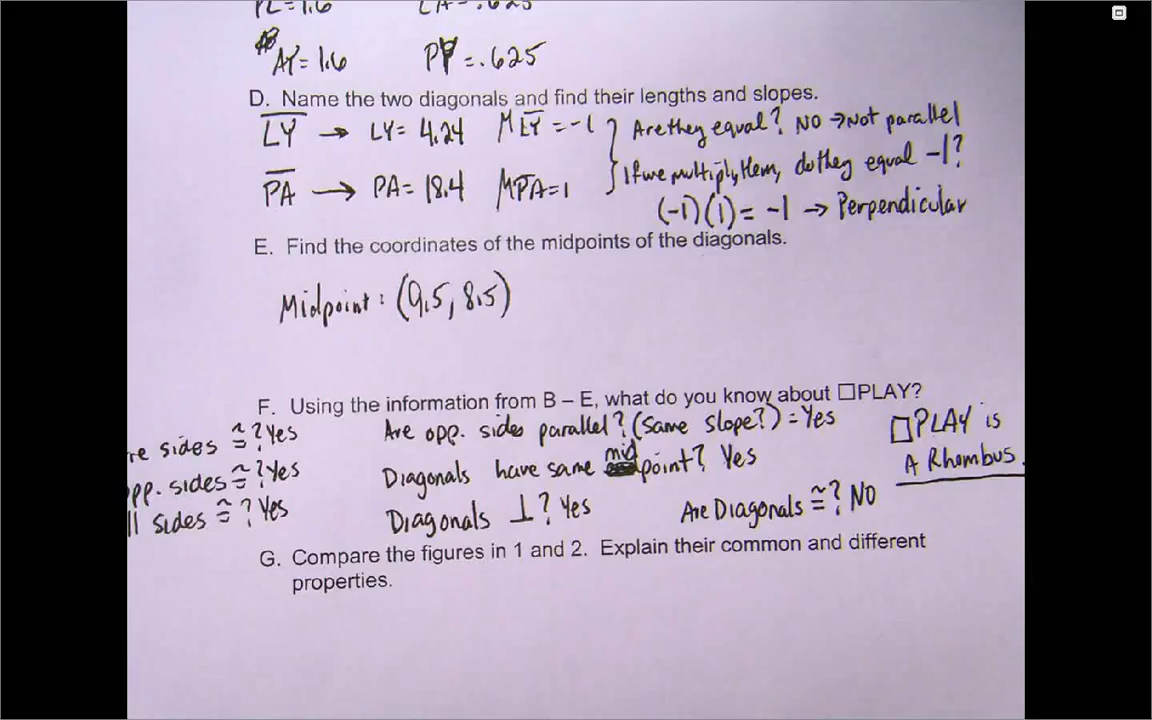 PL=1.6 LA=.625
AY=1.6 PY=.625
D. Name the two diagonals and find their lengths and slopes.
LY → LY= 4.24 MLY=-1 Are they equal? NO → Not parallel
PA → PA= 18.4 MPA=1 If we multiply them, do they equal -1?
(-1)(1)= -1 → Perpendicular
E. Find the coordinates of the midpoints of the diagonals.
Midpoint: (9.5, 8.5)
F. Using the information from B – E, what do you know about □PLAY?
re sides ≅? Yes Are opp. sides parallel? (Same slope?) = Yes □PLAY is
pp. sides ≅? Yes Diagonals have same midpoint? Yes A Rhombus.
ll sides ≅? Yes Diagonals ⊥? Yes Are Diagonals ≅? NO
G. Compare the figures in 1 and 2. Explain their common and different
properties.